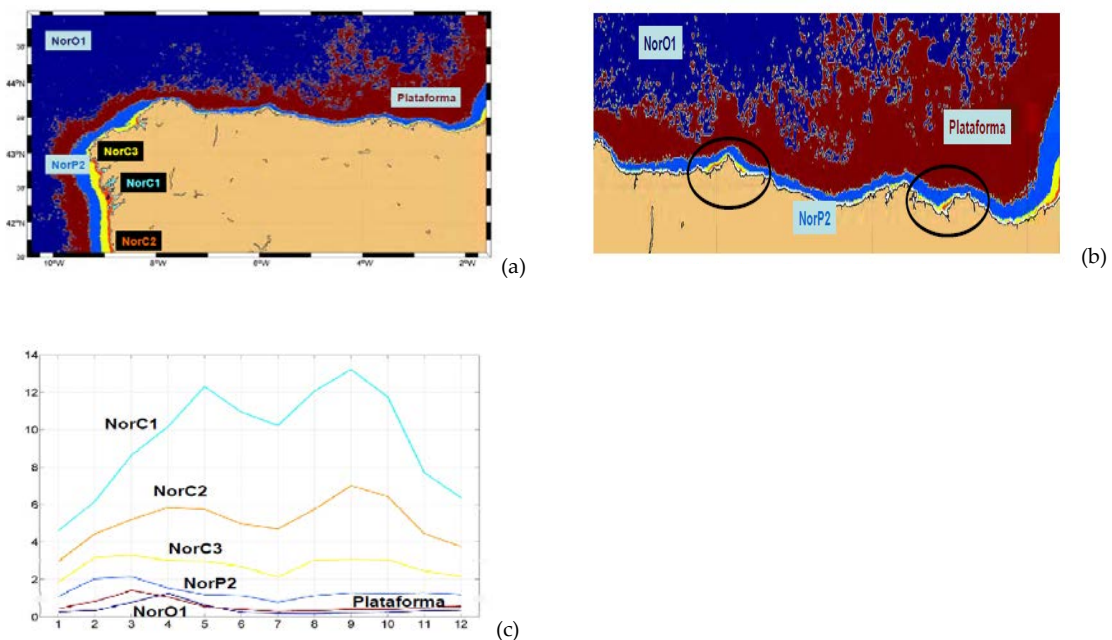 NorO1
44°N
Plataforma
43°N
NorC3
NorP2
NorC1
42°N
NorC2
10°W
8°W
6°W
4°W
2°W
(a)
NorO1
Plataforma
NorP2
(b)
14
12
10
8
6
4
2
0
NorC1
NorC2
NorC3
NorP2
Plataforma
NorO1
1 2 3 4 5 6 7 8 9 10 11 12
(c)